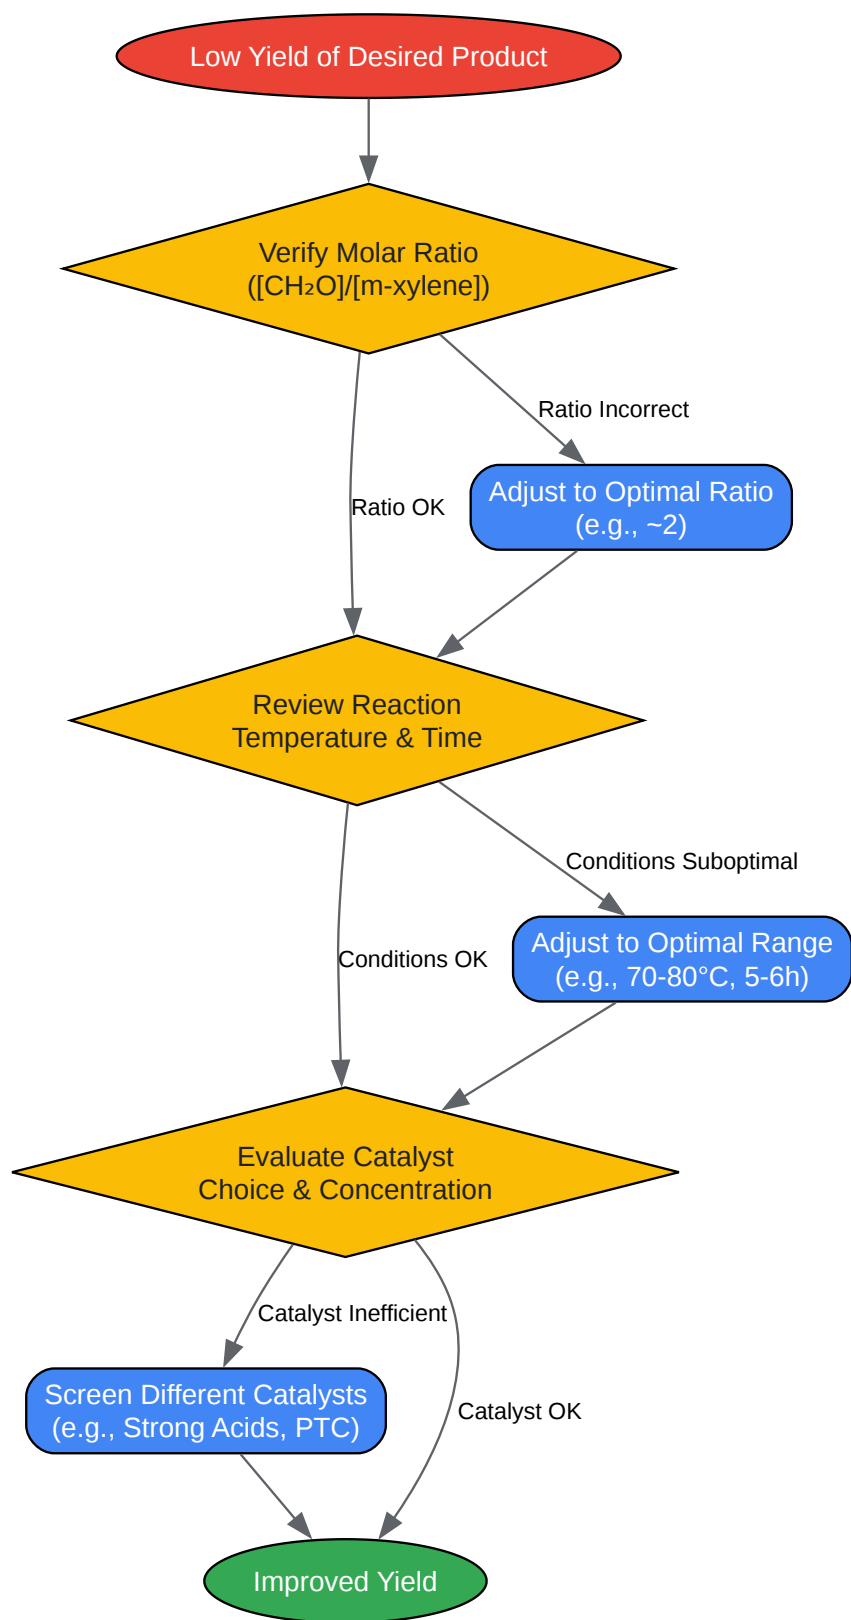 Low Yield of Desired Product
Verify Molar Ratio
([CH₂O]/[m-xylene])
Ratio Incorrect
Ratio OK
Adjust to Optimal Ratio
(e.g., ~2)
Review Reaction
Temperature & Time
Conditions Suboptimal
Conditions OK
Adjust to Optimal Range
(e.g., 70-80°C, 5-6h)
Evaluate Catalyst
Choice & Concentration
Catalyst Inefficient
Screen Different Catalysts
(e.g., Strong Acids, PTC)
Catalyst OK
Improved Yield